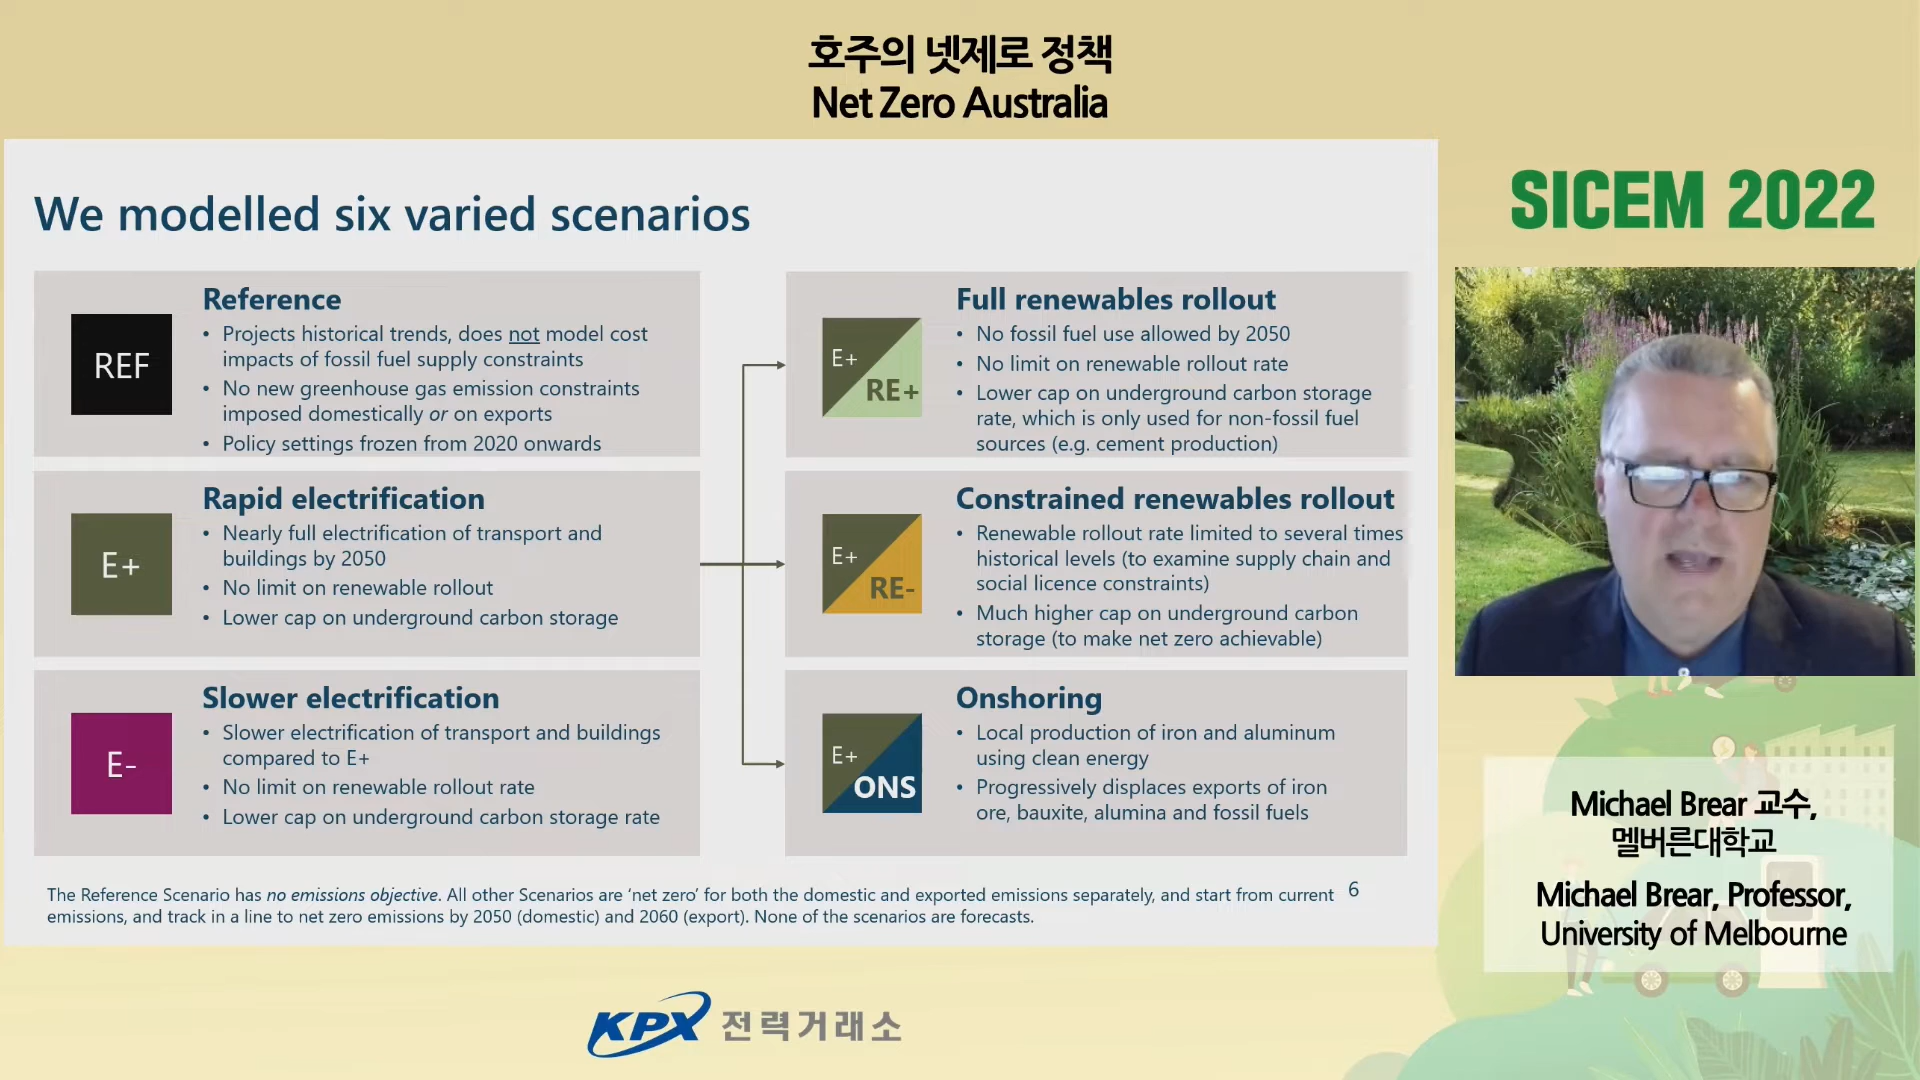 호주의 넷제로 정책
Net Zero Australia
We modelled six varied scenarios
REF
Reference
• Projects historical trends, does not model cost
impacts of fossil fuel supply constraints
• No new greenhouse gas emission constraints
imposed domestically or on exports
• Policy settings frozen from 2020 onwards
E+
Rapid electrification
• Nearly full electrification of transport and
buildings by 2050
• No limit on renewable rollout
• Lower cap on underground carbon storage
E-
Slower electrification
• Slower electrification of transport and buildings
compared to E+
• No limit on renewable rollout rate
• Lower cap on underground carbon storage rate
E+
RE+
Full renewables rollout
• No fossil fuel use allowed by 2050
• No limit on renewable rollout rate
• Lower cap on underground carbon storage
rate, which is only used for non-fossil fuel
sources (e.g. cement production)
E+
RE-
Constrained renewables rollout
• Renewable rollout rate limited to several times
historical levels (to examine supply chain and
social licence constraints)
• Much higher cap on underground carbon
storage (to make net zero achievable)
E+
ONS
Onshoring
• Local production of iron and aluminum
using clean energy
• Progressively displaces exports of iron
ore, bauxite, alumina and fossil fuels
The Reference Scenario has no emissions objective. All other Scenarios are ‘net zero’ for both the domestic and exported emissions separately, and start from current
emissions, and track in a line to net zero emissions by 2050 (domestic) and 2060 (export). None of the scenarios are forecasts.
6
SICEM 2022
Michael Brear 교수,
멜버른대학교
Michael Brear, Professor,
University of Melbourne
KPX 전력거래소